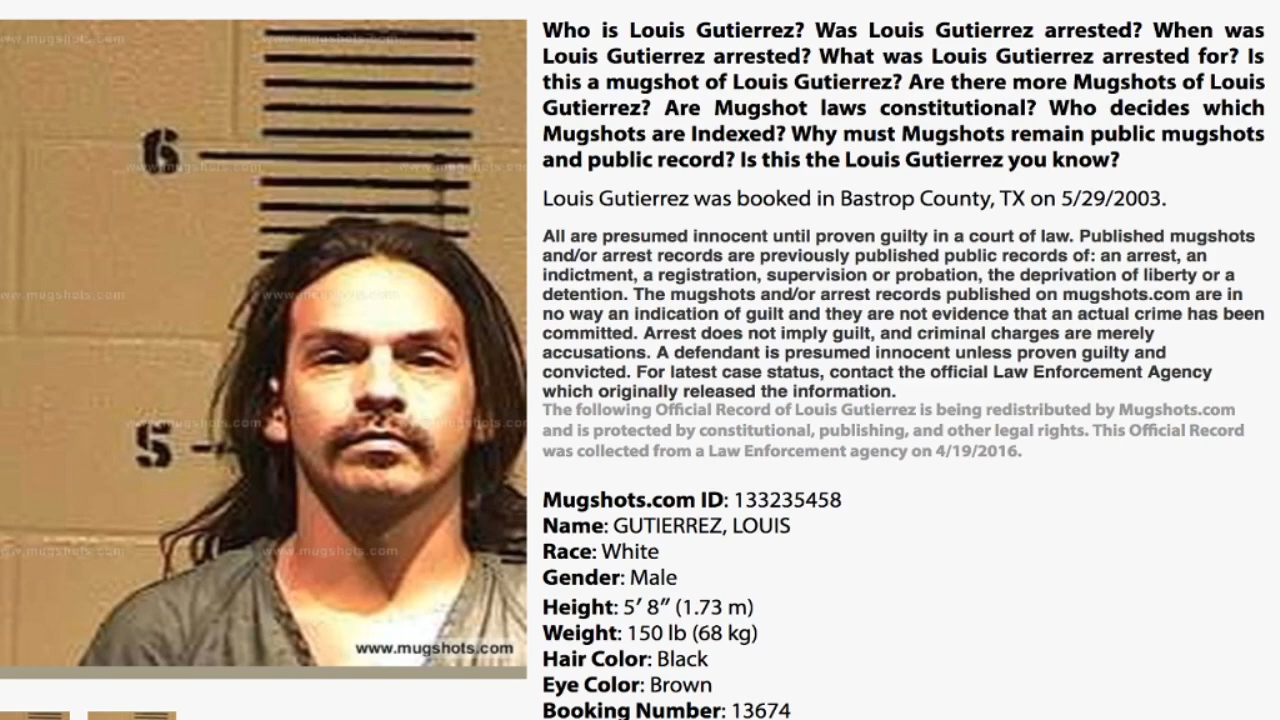 www.mugshots.com
6
5
www.mugshots.com
Who is Louis Gutierrez? Was Louis Gutierrez arrested? When was
Louis Gutierrez arrested? What was Louis Gutierrez arrested for? Is
this a mugshot of Louis Gutierrez? Are there more Mugshots of Louis
Gutierrez? Are Mugshot laws constitutional? Who decides which
Mugshots are Indexed? Why must Mugshots remain public mugshots
and public record? Is this the Louis Gutierrez you know?
Louis Gutierrez was booked in Bastrop County, TX on 5/29/2003.
All are presumed innocent until proven guilty in a court of law. Published mugshots
and/or arrest records are previously published public records of: an arrest, an
indictment, a registration, supervision or probation, the deprivation of liberty or a
detention. The mugshots and/or arrest records published on mugshots.com are in
no way an indication of guilt and they are not evidence that an actual crime has been
committed. Arrest does not imply guilt, and criminal charges are merely
accusations. A defendant is presumed innocent unless proven guilty and
convicted. For latest case status, contact the official Law Enforcement Agency
which originally released the information.
The following Official Record of Louis Gutierrez is being redistributed by Mugshots.com
and is protected by constitutional, publishing, and other legal rights. This Official Record
was collected from a Law Enforcement agency on 4/19/2016.
Mugshots.com ID: 133235458
Name: GUTIERREZ, LOUIS
Race: White
Gender: Male
Height: 5′ 8″ (1.73 m)
Weight: 150 lb (68 kg)
Hair Color: Black
Eye Color: Brown
Booking Number: 13674